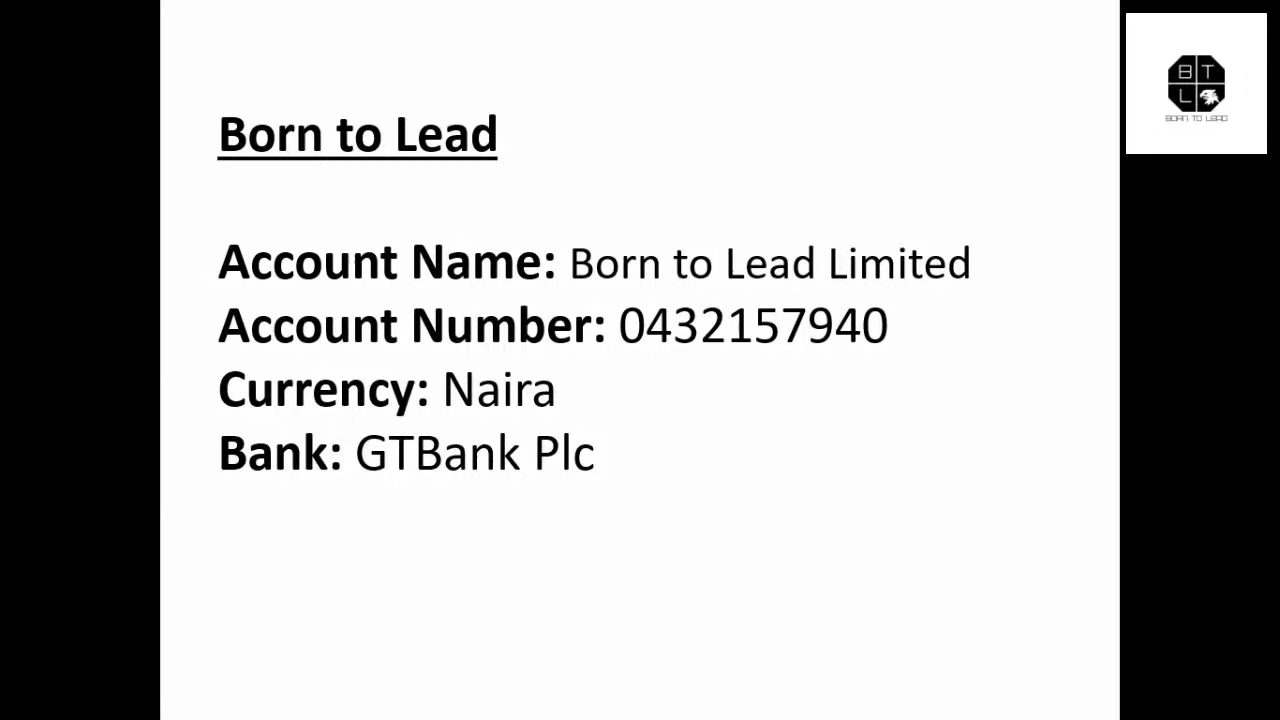 Born to Lead
Account Name: Born to Lead Limited
Account Number: 0432157940
Currency: Naira
Bank: GTBank Plc
B T
L
BORN TO LEAD